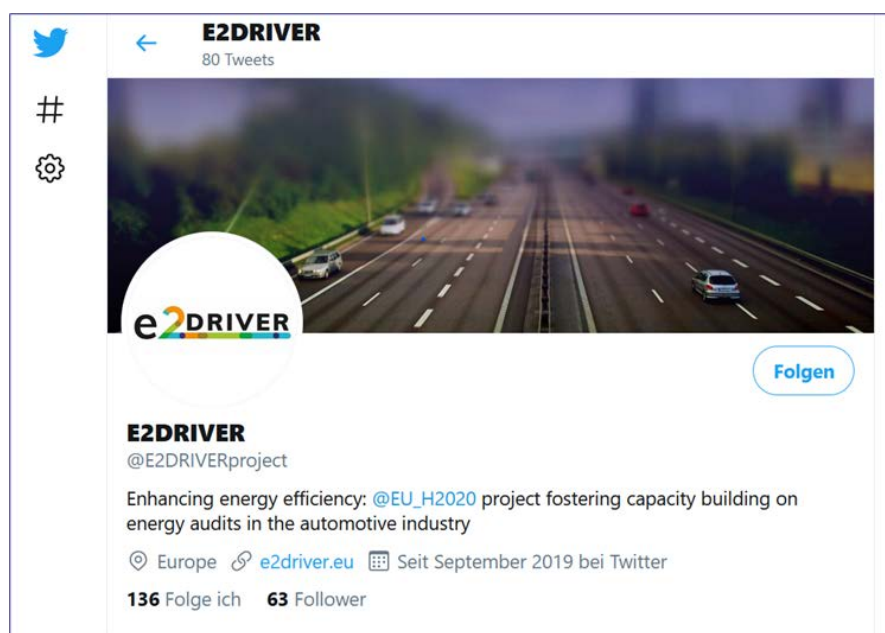 E2DRIVER
80 Tweets
#
e2DRIVER
Folgen
E2DRIVER
@E2DRIVERproject
Enhancing energy efficiency: @EU_H2020 project fostering capacity building on
energy audits in the automotive industry
Europe e2driver.eu Seit September 2019 bei Twitter
136 Folge ich 63 Follower